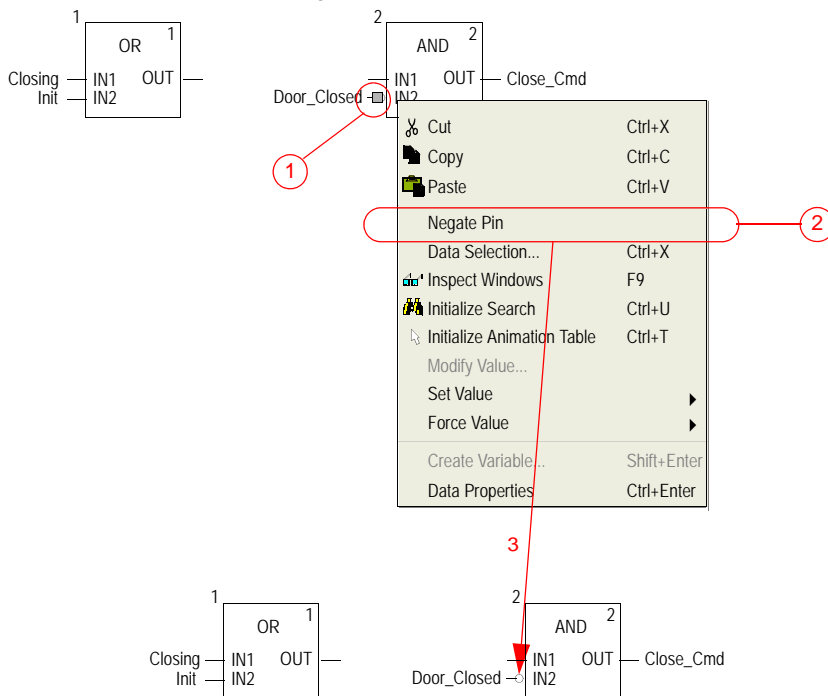 1 2
OR 1 AND 2
Closing IN1 OUT IN1 OUT Close_Cmd
Init IN2 Door_Closed IN2
1
Cut Ctrl+X
Copy Ctrl+C
Paste Ctrl+V
Negate Pin 2
Data Selection... Ctrl+X
Inspect Windows F9
Initialize Search Ctrl+U
Initialize Animation Table Ctrl+T
Modify Value...
Set Value
Force Value
Create Variable... Shift+Enter
Data Properties Ctrl+Enter
3
1 2
OR 1 AND 2
Closing IN1 OUT IN1 OUT Close_Cmd
Init IN2 Door_Closed IN2